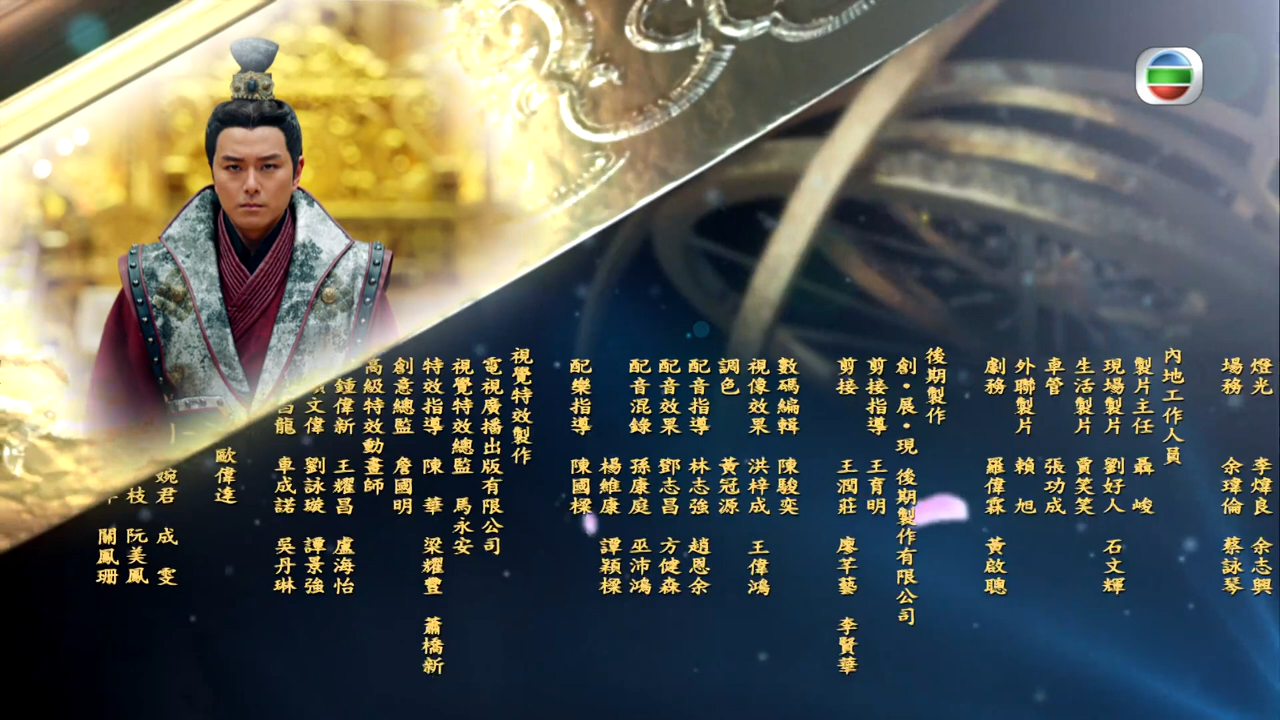 燈光 李煒良 余志興
場務 余瑋倫 蔡詠琴
內地工作人員
製片主任 聶峻
現場製片 劉好人 石文輝
生活製片 賁笑笑
車管 張功成
外聯製片 賴旭
劇務 羅偉霖 黃啟聰
後期製作
創·展·現 後期製作有限公司
剪接指導 王育明
剪接 王潤莊 廖芊藝 李賢華
數碼編輯 陳駿奕
視像效果 洪梓成 王偉鴻
調色 黃冠源
配音指導 林志強 趙恩余
配音效果 鄧志昌 方健森
配音混錄 孫康庭 巫沛鴻
楊維康 譚穎樑
配樂指導 陳國樑
視覺特效製作
電視廣播出版有限公司
視覺特效總監 馬永安
特效指導 陳華 梁耀豐 蕭橋新
創意總監 詹國明
高級特效動畫師
鍾偉新 王耀昌 盧海怡
文偉 劉詠璇 譚景強
昌龍 車成諾 吳丹琳
歐偉達
婉君 成雯
枝 阮美鳳
關鳳珊